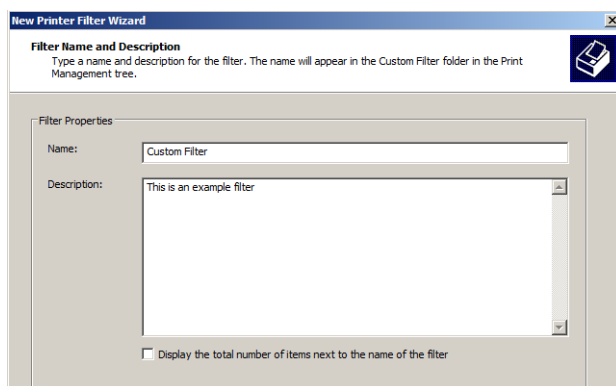 New Printer Filter Wizard
Filter Name and Description
Type a name and description for the filter. The name will appear in the Custom Filter folder in the Print
Management tree.
Filter Properties
Name:
Custom Filter
Description:
This is an example filter
Display the total number of items next to the name of the filter